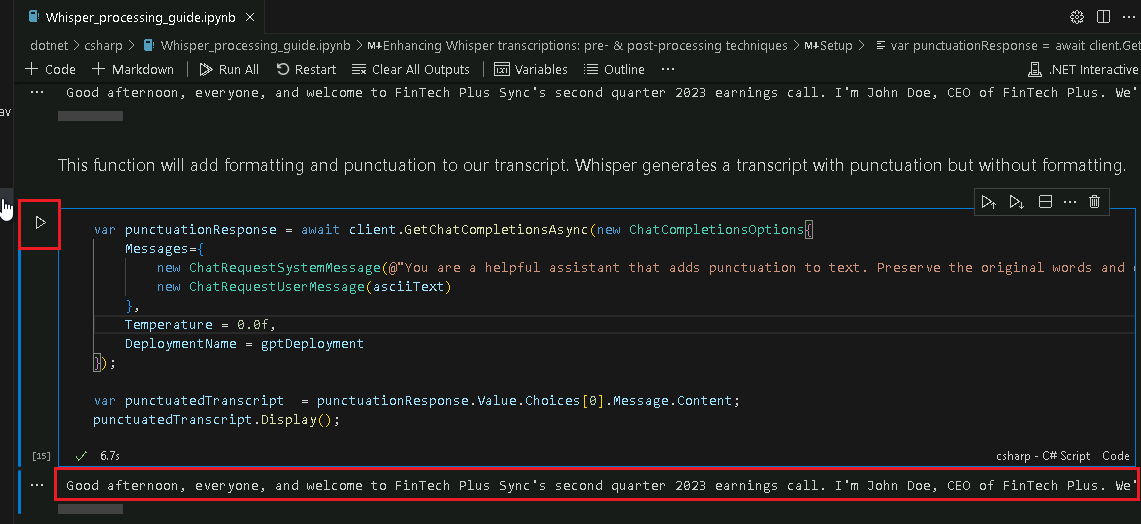 Whisper_processing_guide.ipynb
dotnet > csharp > Whisper_processing_guide.ipynb > M↓Enhancing Whisper transcriptions: pre- & post-processing techniques > M↓Setup > var punctuationResponse = await client.Get
+ Code + Markdown Run All Restart Clear All Outputs Variables Outline ... .NET Interactive
av
... Good afternoon, everyone, and welcome to FinTech Plus Sync's second quarter 2023 earnings call. I'm John Doe, CEO of FinTech Plus. We'
This function will add formatting and punctuation to our transcript. Whisper generates a transcript with punctuation but without formatting.
var punctuationResponse = await client.GetChatCompletionsAsync(new ChatCompletionsOptions{
Messages={
new ChatRequestSystemMessage(@"You are a helpful assistant that adds punctuation to text. Preserve the original words and
new ChatRequestUserMessage(asciiText)
},
Temperature = 0.0f,
DeploymentName = gptDeployment
});
var punctuatedTranscript  = punctuationResponse.Value.Choices[0].Message.Content;
punctuatedTranscript.Display();
[15] ✓ 6.7s csharp - C# Script Code
... Good afternoon, everyone, and welcome to FinTech Plus Sync's second quarter 2023 earnings call. I'm John Doe, CEO of FinTech Plus. We'